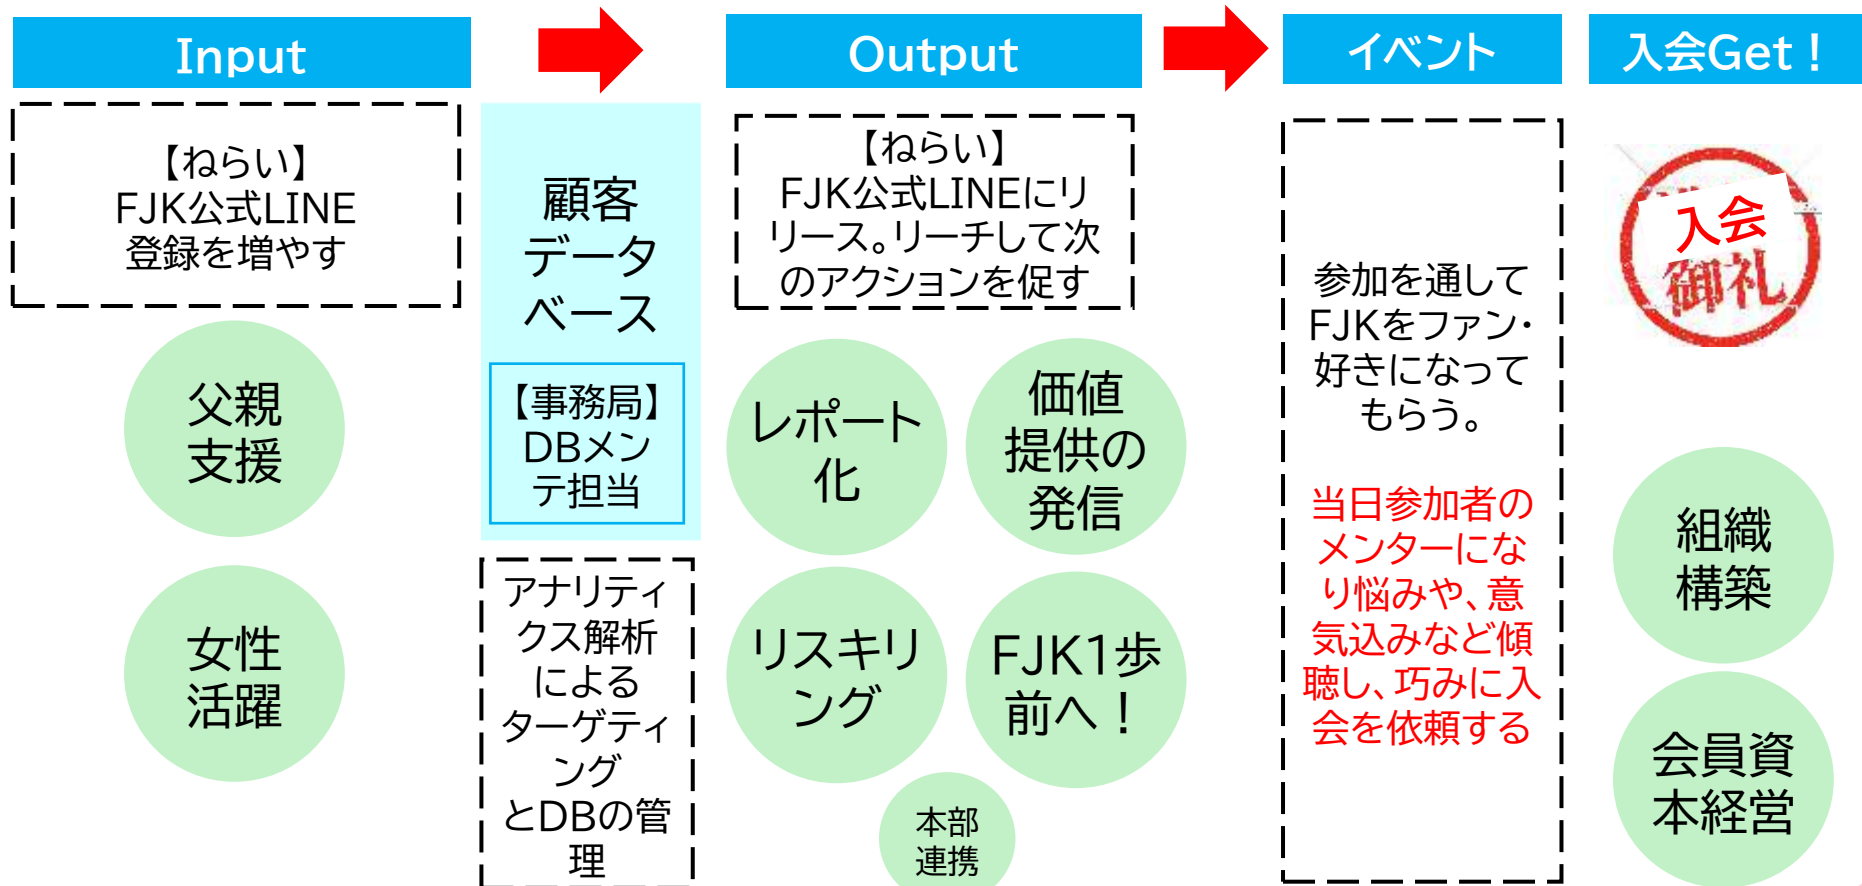 Input
Output
イベント
入会Get！
【ねらい】
FJK公式LINE
登録を増やす
父親
支援
女性
活躍
顧客
データ
ベース
【事務局】
DBメン
テ担当
アナリティ
クス解析
による
ターゲティ
ング
とDBの管
理
【ねらい】
FJK公式LINEにリ
リース。リーチして次
のアクションを促す
レポート
化
価値
提供の
発信
リスキリ
ング
FJK1歩
前へ！
本部
連携
参加を通して
FJKをファン・
好きになって
もらう。
当日参加者の
メンターにな
り悩みや、意
気込みなど傾
聴し、巧みに入
会を依頼する
入会
御礼
組織
構築
会員資
本経営